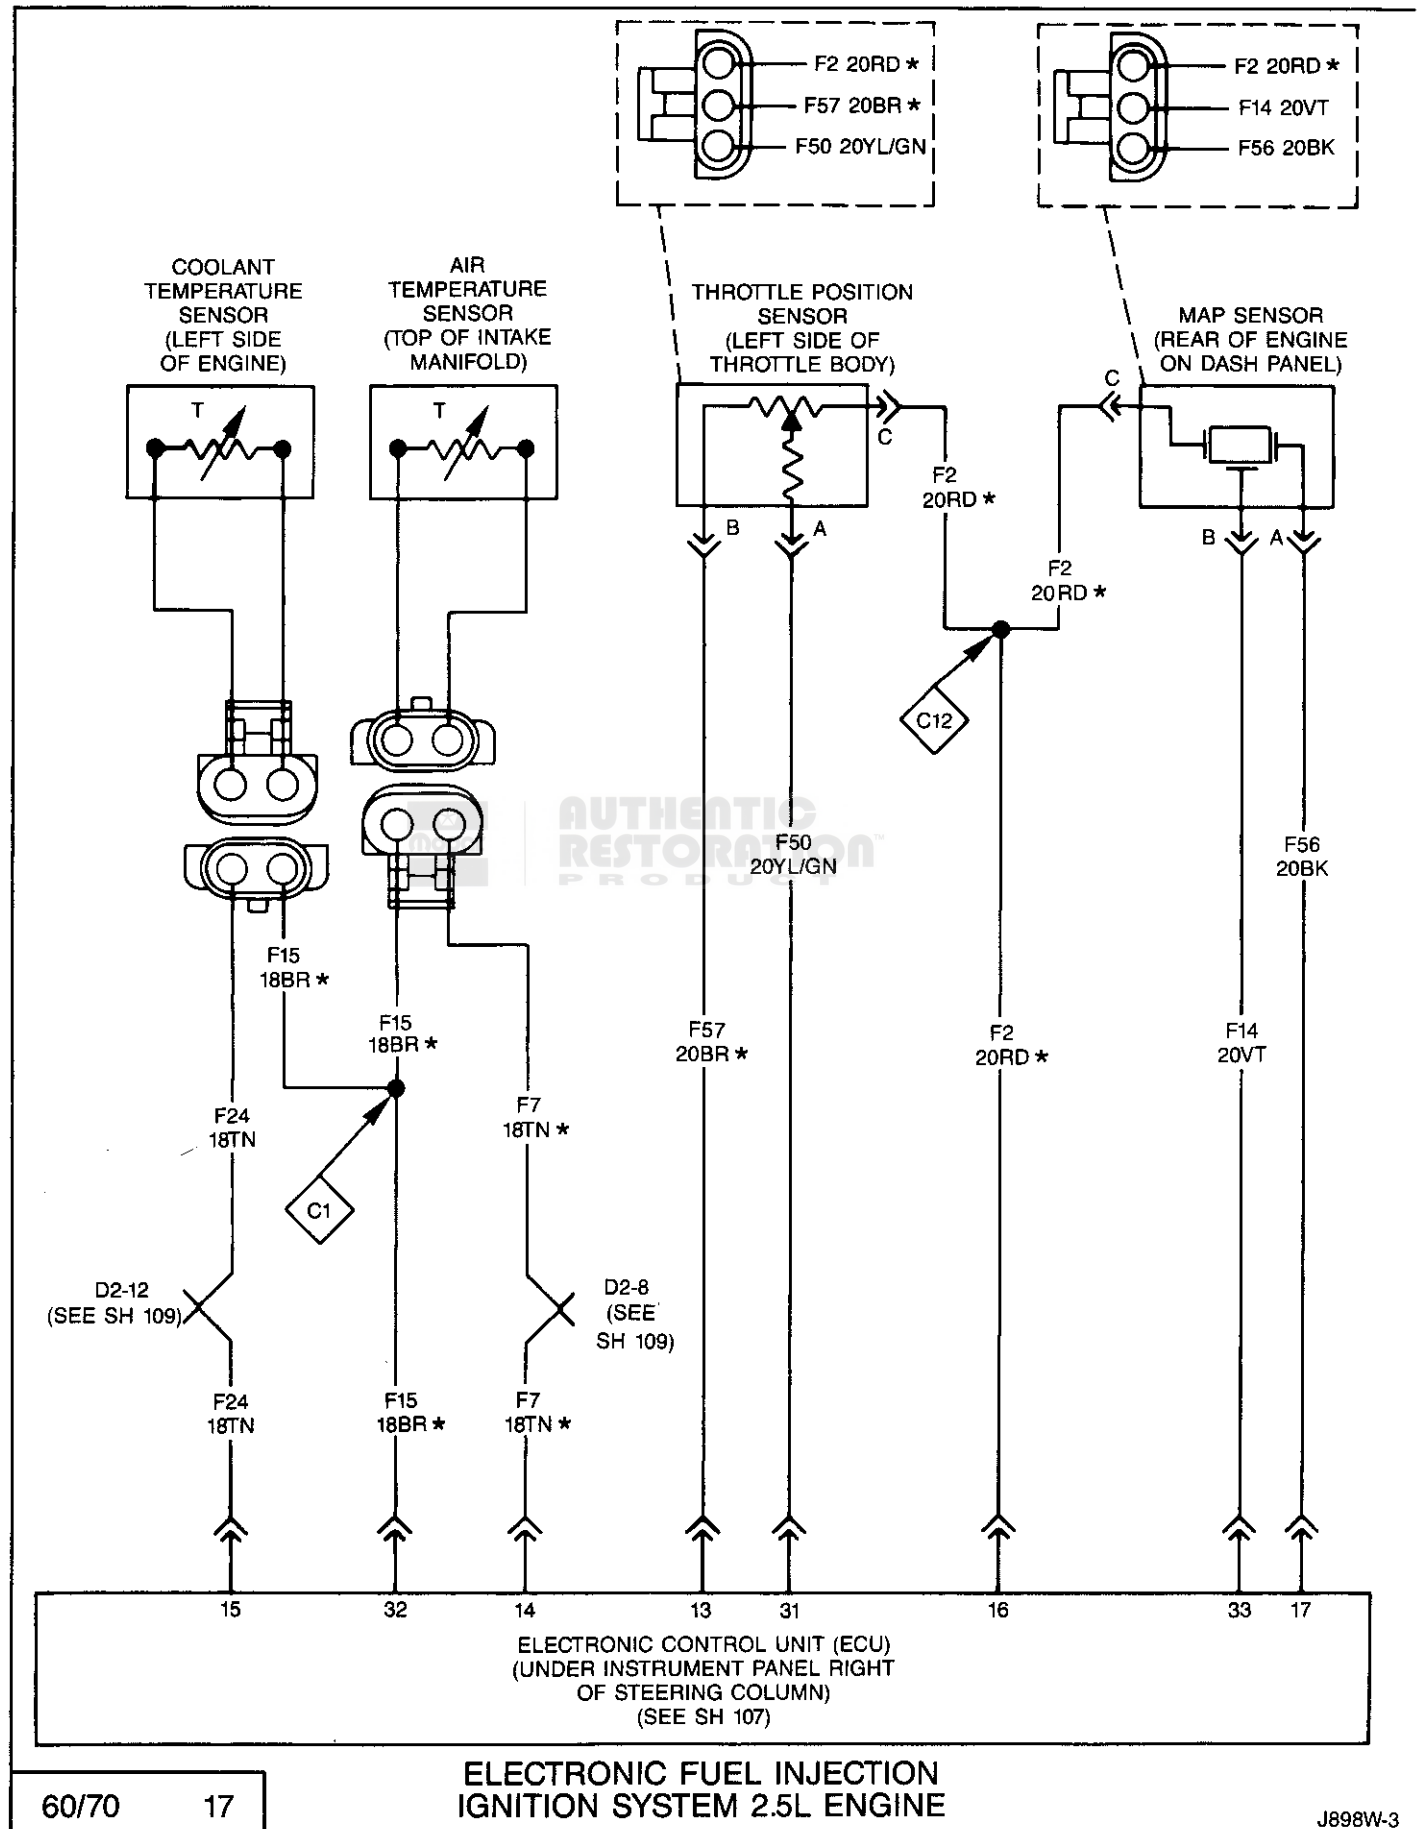 F2 20RD *
F57 20BR *
F50 20YL/GN
F2 20RD *
F14 20VT
F56 20BK
COOLANT
TEMPERATURE
SENSOR
(LEFT SIDE
OF ENGINE)
AIR
TEMPERATURE
SENSOR
(TOP OF INTAKE
MANIFOLD)
THROTTLE POSITION
SENSOR
(LEFT SIDE OF
THROTTLE BODY)
MAP SENSOR
(REAR OF ENGINE
ON DASH PANEL)
T
T
C
C
B
A
B
A
F2
20RD *
F2
20RD *
C12
AUTHENTIC
RESTORATION™
PRODUCT
F50
20YL/GN
F56
20BK
F15
18BR *
F15
18BR *
F57
20BR *
F2
20RD *
F14
20VT
F24
18TN
F7
18TN *
C1
D2-12
(SEE SH 109)
D2-8
(SEE
SH 109)
F24
18TN
F15
18BR *
F7
18TN *
15 32 14 13 31 16 33 17
ELECTRONIC CONTROL UNIT (ECU)
(UNDER INSTRUMENT PANEL RIGHT
OF STEERING COLUMN)
(SEE SH 107)
ELECTRONIC FUEL INJECTION
IGNITION SYSTEM 2.5L ENGINE
60/70 17
J898W-3